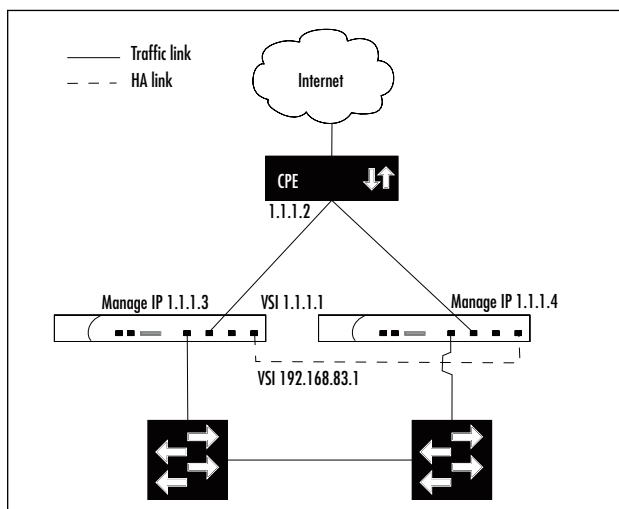 Traffic link
HA link
Internet
CPE
1.1.1.2
Manage IP 1.1.1.3
VSI 1.1.1.1
Manage IP 1.1.1.4
VSI 192.168.83.1